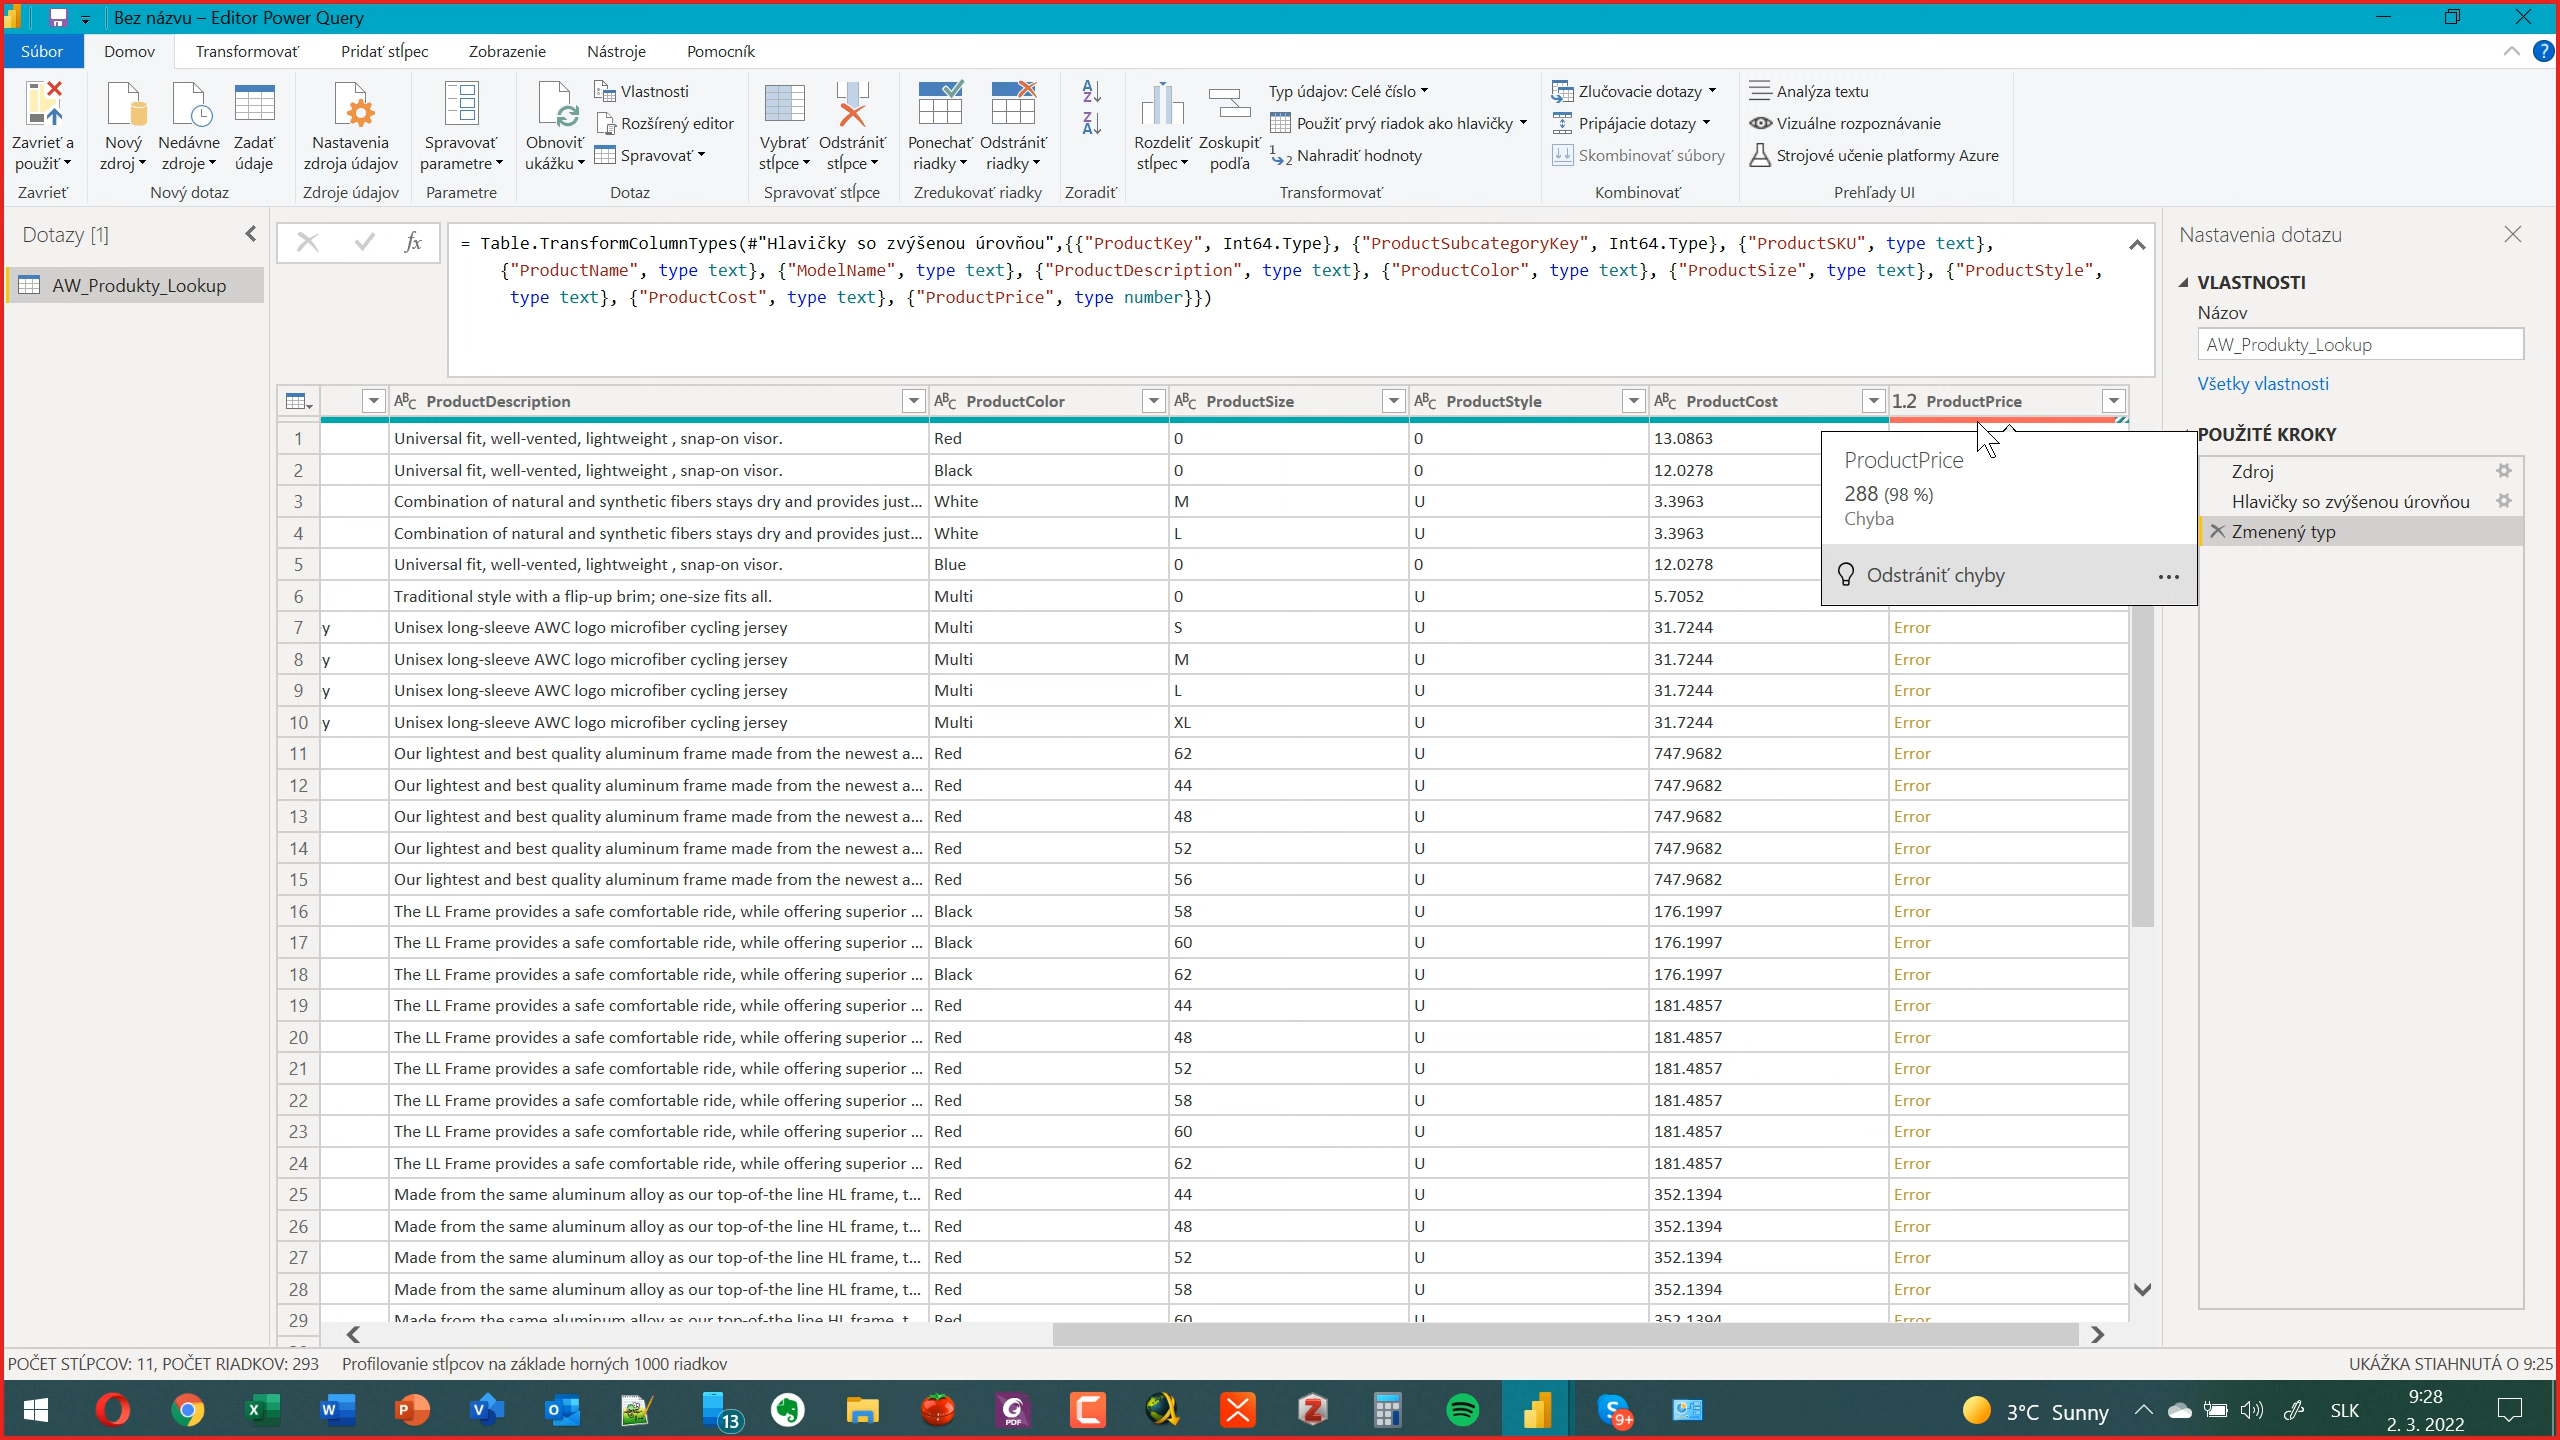 Bez názvu – Editor Power Query
Súbor Domov Transformovať Pridať stĺpec Zobrazenie Nástroje Pomocník
Zavrieť a použiť
Nový zdroj
Nedávne zdroje
Zadať údaje
Nastavenia zdroja údajov
Spravovať parametre
Obnoviť ukážku
Vlastnosti
Rozšírený editor
Spravovať
Vybrať stĺpce
Odstrániť stĺpce
Ponechať riadky
Odstrániť riadky
Rozdeliť stĺpec
Zoskupiť podľa
Typ údajov: Celé číslo
Použiť prvý riadok ako hlavičky
Nahradiť hodnoty
Zlučovacie dotazy
Pripájacie dotazy
Skombinovať súbory
Analýza textu
Vizuálne rozpoznávanie
Strojové učenie platformy Azure
Zavrieť Nový dotaz Zdroje údajov Parametre Dotaz Spravovať stĺpce Zredukovať riadky Zoradiť Transformovať Kombinovať Prehľady UI
Dotazy [1]
AW_Produkty_Lookup
fx
= Table.TransformColumnTypes(#"Hlavičky so zvýšenou úrovňou",{{"ProductKey", Int64.Type}, {"ProductSubcategoryKey", Int64.Type}, {"ProductSKU", type text},
{"ProductName", type text}, {"ModelName", type text}, {"ProductDescription", type text}, {"ProductColor", type text}, {"ProductSize", type text}, {"ProductStyle",
type text}, {"ProductCost", type text}, {"ProductPrice", type number}})
ABC ProductDescription ABC ProductColor ABC ProductSize ABC ProductStyle ABC ProductCost 1.2 ProductPrice
1 Universal fit, well-vented, lightweight , snap-on visor. Red 0 0 13.0863
2 Universal fit, well-vented, lightweight , snap-on visor. Black 0 0 12.0278
3 Combination of natural and synthetic fibers stays dry and provides just... White M U 3.3963
4 Combination of natural and synthetic fibers stays dry and provides just... White L U 3.3963
5 Universal fit, well-vented, lightweight , snap-on visor. Blue 0 0 12.0278
6 Traditional style with a flip-up brim; one-size fits all. Multi 0 U 5.7052
7 y Unisex long-sleeve AWC logo microfiber cycling jersey Multi S U 31.7244 Error
8 y Unisex long-sleeve AWC logo microfiber cycling jersey Multi M U 31.7244 Error
9 y Unisex long-sleeve AWC logo microfiber cycling jersey Multi L U 31.7244 Error
10 y Unisex long-sleeve AWC logo microfiber cycling jersey Multi XL U 31.7244 Error
11 Our lightest and best quality aluminum frame made from the newest a... Red 62 U 747.9682 Error
12 Our lightest and best quality aluminum frame made from the newest a... Red 44 U 747.9682 Error
13 Our lightest and best quality aluminum frame made from the newest a... Red 48 U 747.9682 Error
14 Our lightest and best quality aluminum frame made from the newest a... Red 52 U 747.9682 Error
15 Our lightest and best quality aluminum frame made from the newest a... Red 56 U 747.9682 Error
16 The LL Frame provides a safe comfortable ride, while offering superior ... Black 58 U 176.1997 Error
17 The LL Frame provides a safe comfortable ride, while offering superior ... Black 60 U 176.1997 Error
18 The LL Frame provides a safe comfortable ride, while offering superior ... Black 62 U 176.1997 Error
19 The LL Frame provides a safe comfortable ride, while offering superior ... Red 44 U 181.4857 Error
20 The LL Frame provides a safe comfortable ride, while offering superior ... Red 48 U 181.4857 Error
21 The LL Frame provides a safe comfortable ride, while offering superior ... Red 52 U 181.4857 Error
22 The LL Frame provides a safe comfortable ride, while offering superior ... Red 58 U 181.4857 Error
23 The LL Frame provides a safe comfortable ride, while offering superior ... Red 60 U 181.4857 Error
24 The LL Frame provides a safe comfortable ride, while offering superior ... Red 62 U 181.4857 Error
25 Made from the same aluminum alloy as our top-of-the line HL frame, t... Red 44 U 352.1394 Error
26 Made from the same aluminum alloy as our top-of-the line HL frame, t... Red 48 U 352.1394 Error
27 Made from the same aluminum alloy as our top-of-the line HL frame, t... Red 52 U 352.1394 Error
28 Made from the same aluminum alloy as our top-of-the line HL frame, t... Red 58 U 352.1394 Error
29 Made from the same aluminum alloy as our top-of-the line HL frame, t... Red 60 U 352.1394 Error
ProductPrice
288 (98 %)
Chyba
Odstrániť chyby ...
Nastavenia dotazu
VLASTNOSTI
Názov
AW_Produkty_Lookup
Všetky vlastnosti
POUŽITÉ KROKY
Zdroj
Hlavičky so zvýšenou úrovňou
Zmenený typ
POČET STĹPCOV: 11, POČET RIADKOV: 293 Profilovanie stĺpcov na základe horných 1000 riadkov UKÁŽKA STIAHNUTÁ O 9:25
13
PDF
9+
3°C Sunny
SLK
9:28
2. 3. 2022